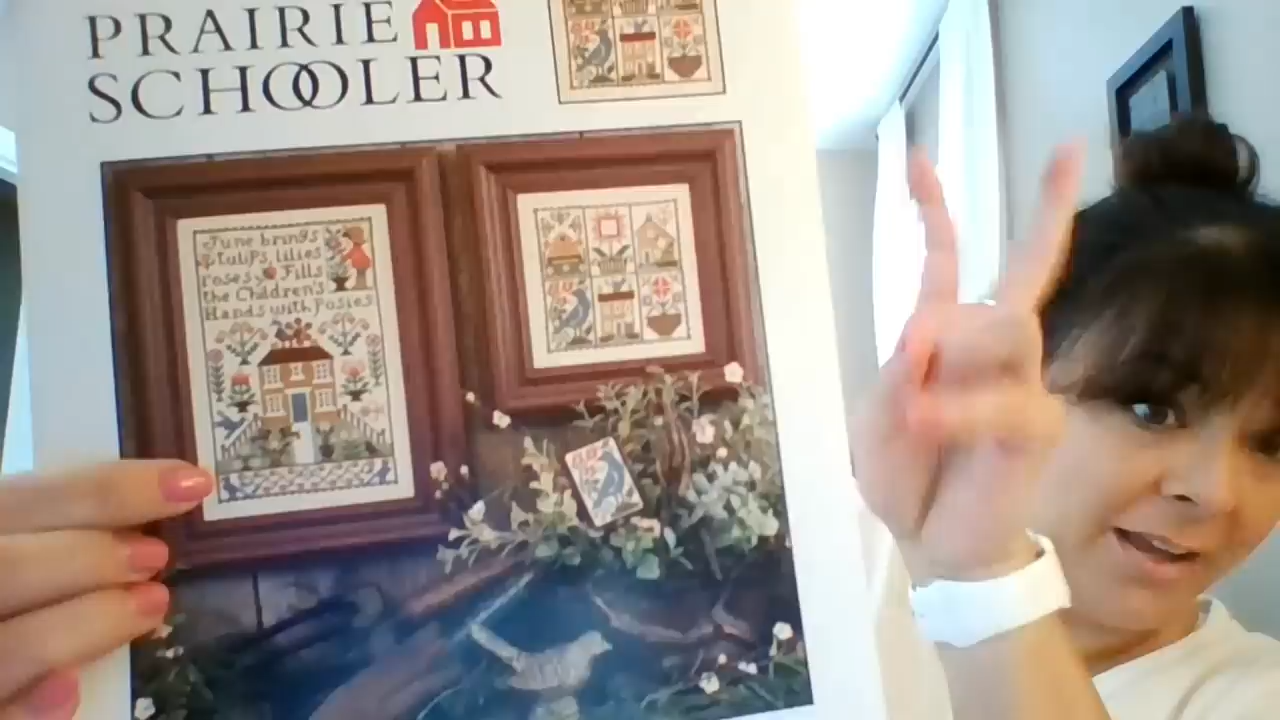 PRAIRIE
SCHOOLER
June brings
tulips, lilies
roses, Fills
the Children's
Hands with Posies